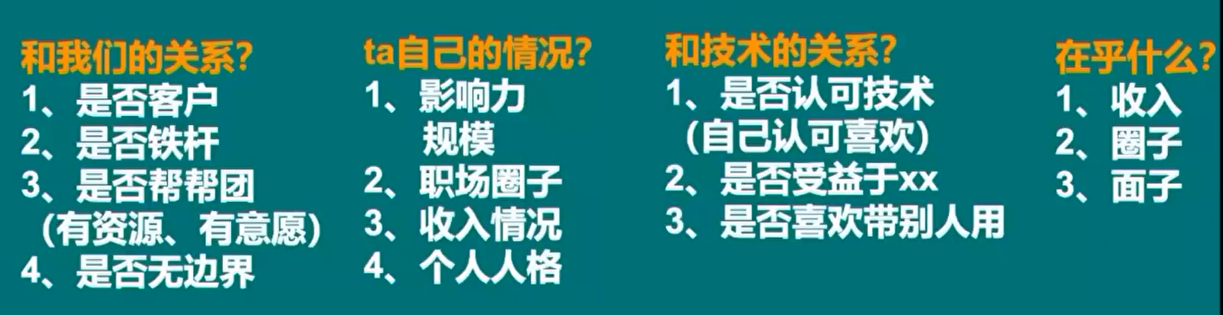 和我们的关系？
1、是否客户
2、是否铁杆
3、是否帮帮团
（有资源、有意愿）
4、是否无边界
ta自己的情况？
1、影响力
规模
2、职场圈子
3、收入情况
4、个人人格
和技术的关系？
1、是否认可技术
（自己认可喜欢）
2、是否受益于xx
3、是否喜欢带别人用
在乎什么？
1、收入
2、圈子
3、面子